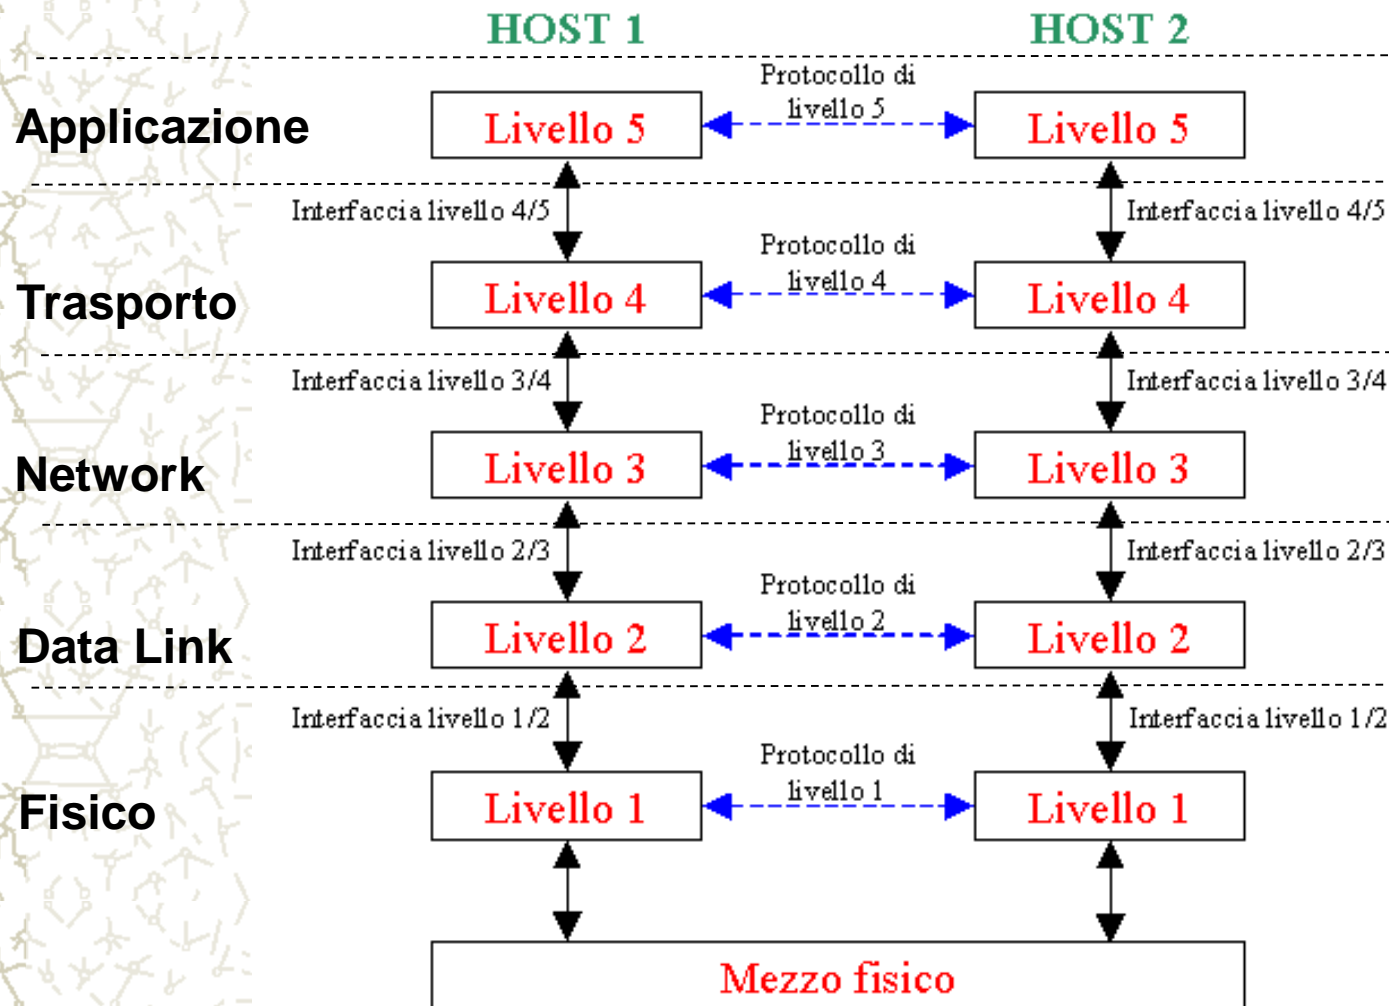 HOST 1 HOST 2
Protocollo di
livello 5
Applicazione Livello 5 Livello 5
Interfaccia livello 4/5 Interfaccia livello 4/5
Protocollo di
livello 4
Trasporto Livello 4 Livello 4
Interfaccia livello 3/4 Interfaccia livello 3/4
Protocollo di
livello 3
Network Livello 3 Livello 3
Interfaccia livello 2/3 Interfaccia livello 2/3
Protocollo di
livello 2
Data Link Livello 2 Livello 2
Interfaccia livello 1/2 Interfaccia livello 1/2
Protocollo di
livello 1
Fisico Livello 1 Livello 1
Mezzo fisico